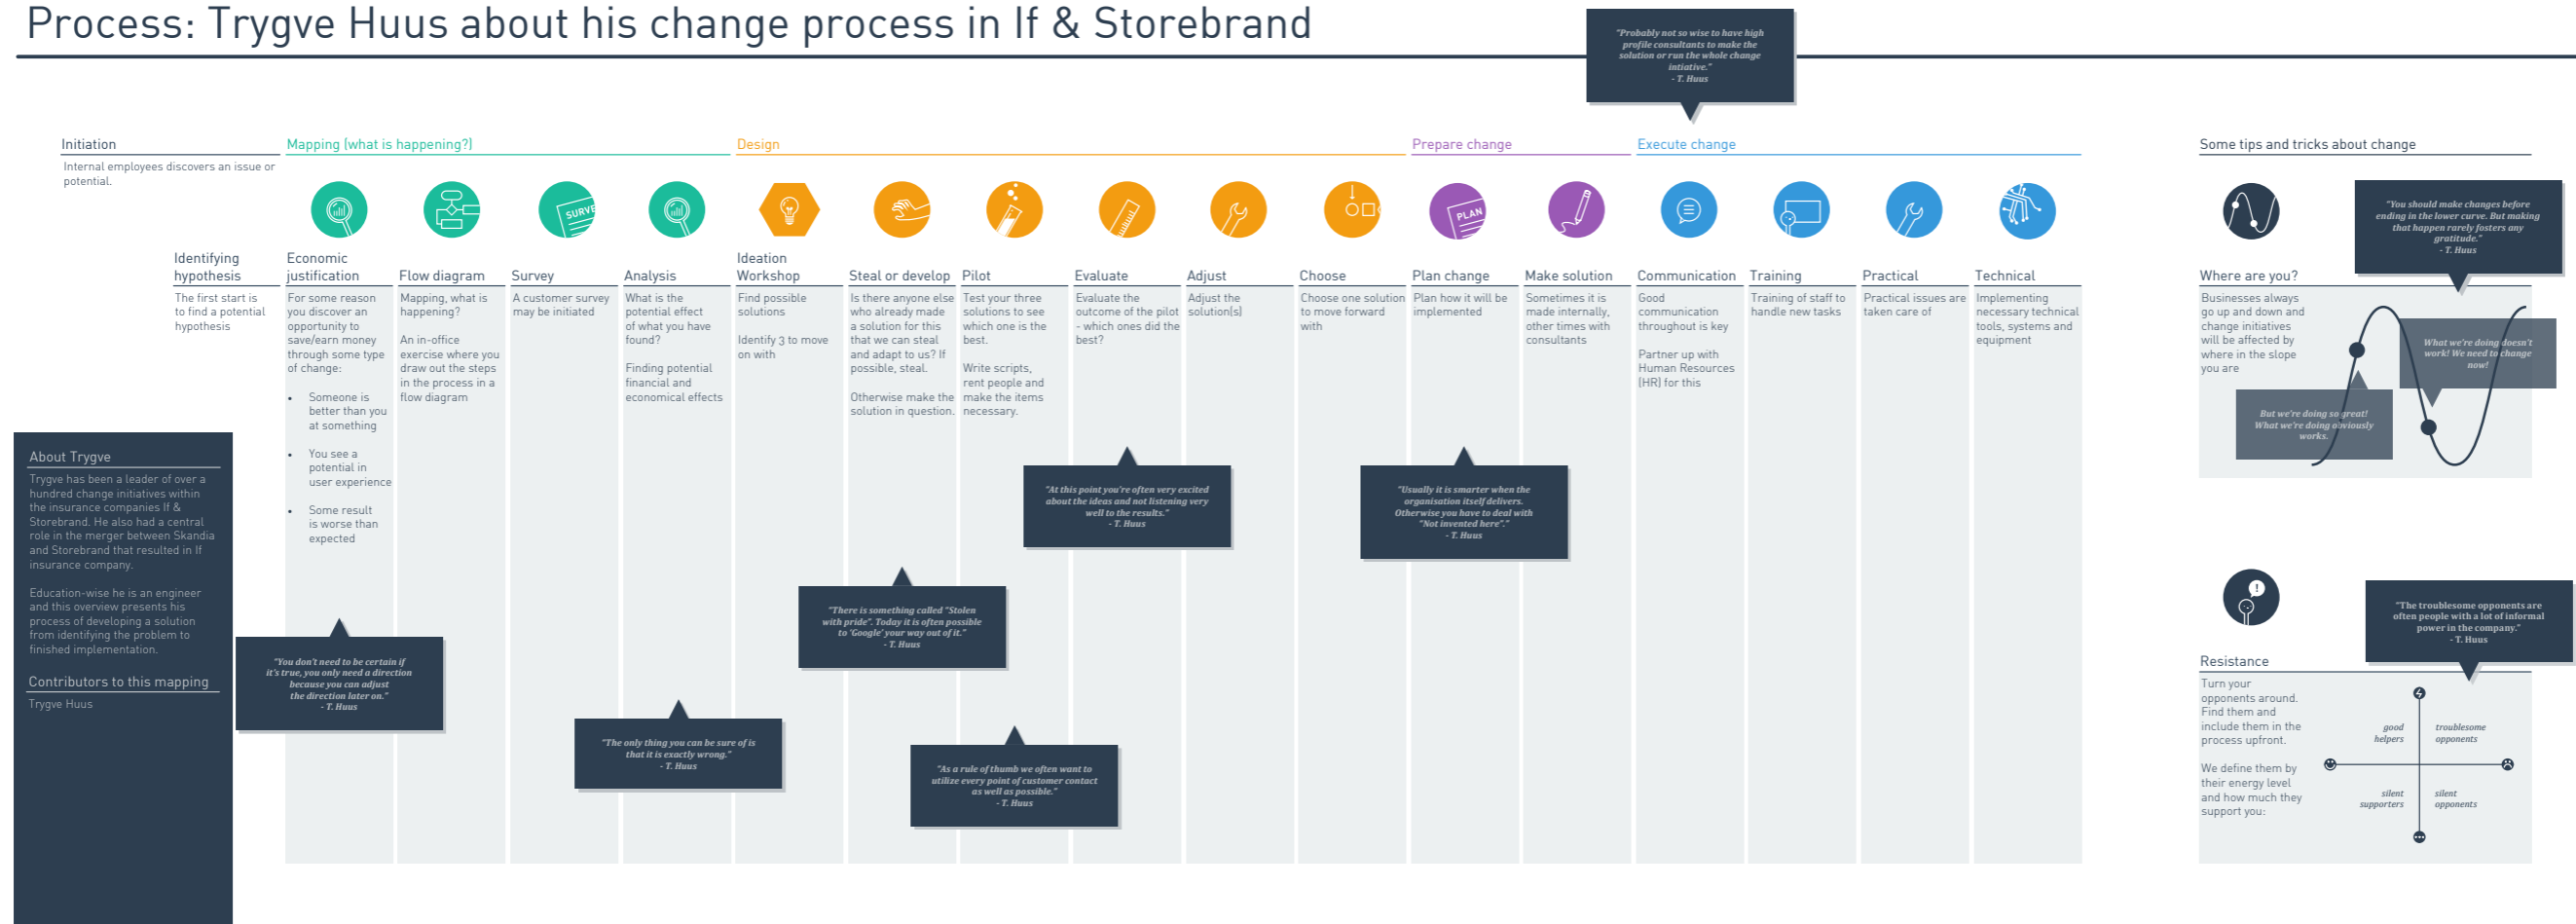 Process: Trygve Huus about his change process in If & Storebrand
"Probably not so wise to have high
profile consultants to make the
solution or run the whole change
intiative."
- T. Huus
Initiation
Internal employees discovers an issue or
potential.
Identifying
hypothesis
The first start is
to find a potential
hypothesis
Mapping (what is happening?)
Economic
justification
For some reason
you discover an
opportunity to
save/earn money
through some type
of change:
• Someone is
better than you
at something
• You see a
potential in
user experience
• Some result
is worse than
expected
"You don't need to be certain if
it's true, you only need a direction
because you can adjust
the direction later on."
- T. Huus
Flow diagram
Mapping, what is
happening?
An in-office
exercise where you
draw out the steps
in the process in a
flow diagram
SURVE
Survey
A customer survey
may be initiated
Analysis
What is the
potential effect
of what you have
found?
Finding potential
financial and
economical effects
"The only thing you can be sure of is
that it is exactly wrong."
- T. Huus
Design
Ideation
Workshop
Find possible
solutions
Identify 3 to move
on with
Steal or develop
Is there anyone else
who already made
a solution for this
that we can steal
and adapt to us? If
possible, steal.
Otherwise make the
solution in question.
"There is something called "Stolen
with pride". Today it is often possible
to 'Google' your way out of it."
- T. Huus
Pilot
Test your three
solutions to see
which one is the
best.
Write scripts,
rent people and
make the items
necessary.
"As a rule of thumb we often want to
utilize every point of customer contact
as well as possible."
- T. Huus
Evaluate
Evaluate the
outcome of the pilot
- which ones did the
best?
"At this point you're often very excited
about the ideas and not listening very
well to the results."
- T. Huus
Adjust
Adjust the
solution(s)
Choose
Choose one solution
to move forward
with
Prepare change
PLAN
Plan change
Plan how it will be
implemented
"Usually it is smarter when the
organisation itself delivers.
Otherwise you have to deal with
"Not invented here"."
- T. Huus
Make solution
Sometimes it is
made internally,
other times with
consultants
Execute change
Communication
Good
communication
throughout is key
Partner up with
Human Resources
(HR) for this
Training
Training of staff to
handle new tasks
Practical
Practical issues are
taken care of
Technical
Implementing
necessary technical
tools, systems and
equipment
Some tips and tricks about change
"You should make changes before
ending in the lower curve. But making
that happen rarely fosters any
gratitude."
- T. Huus
Where are you?
Businesses always
go up and down and
change initiatives
will be affected by
where in the slope
you are
What we're doing doesn't
work! We need to change
now!
But we're doing so great!
What we're doing obviously
works.
"The troublesome opponents are
often people with a lot of informal
power in the company."
- T. Huus
Resistance
Turn your
opponents around.
Find them and
include them in the
process upfront.
We define them by
their energy level
and how much they
support you:
good
helpers
troublesome
opponents
silent
supporters
silent
opponents
About Trygve
Trygve has been a leader of over a
hundred change initiatives within
the insurance companies If &
Storebrand. He also had a central
role in the merger between Skandia
and Storebrand that resulted in If
insurance company.
Education-wise he is an engineer
and this overview presents his
process of developing a solution
from identifying the problem to
finished implementation.
Contributors to this mapping
Trygve Huus